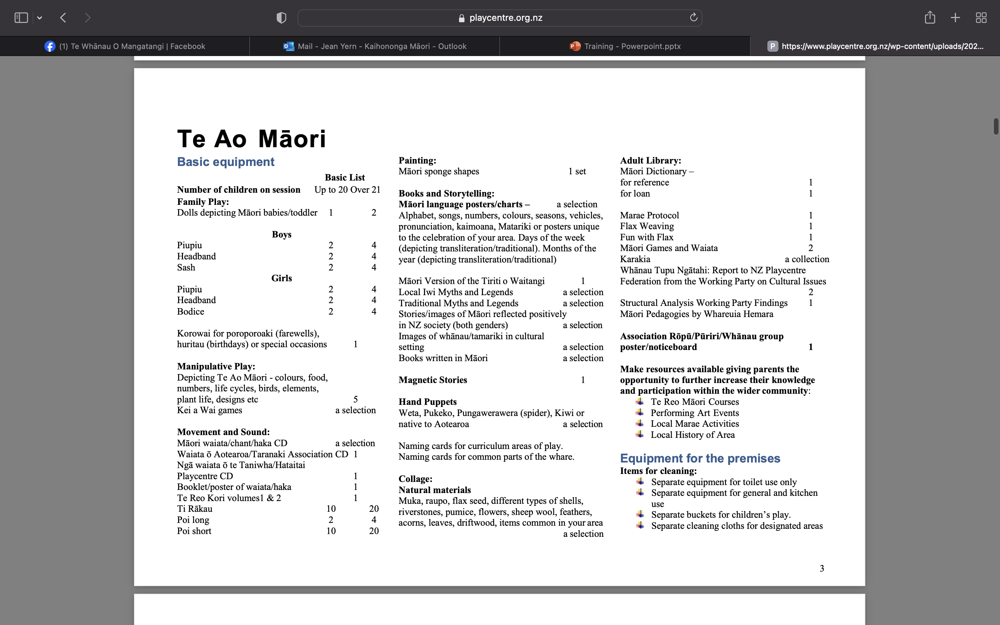 playcentre.org.nz
(1) Te Whānau O Mangatangi | Facebook
Mail - Jean Yern - Kaihononga Māori - Outlook
Training - Powerpoint.pptx
P https://www.playcentre.org.nz/wp-content/uploads/202...
Te Ao Māori
Basic equipment
Basic List
Number of children on session Up to 20 Over 21
Family Play:
Dolls depicting Māori babies/toddler 1 2
Boys
Piupiu 2 4
Headband 2 4
Sash 2 4
Girls
Piupiu 2 4
Headband 2 4
Bodice 2 4
Korowai for poroporoaki (farewells),
huritau (birthdays) or special occasions 1
Manipulative Play:
Depicting Te Ao Māori - colours, food,
numbers, life cycles, birds, elements,
plant life, designs etc 5
Kei a Wai games a selection
Movement and Sound:
Māori waiata/chant/haka CD a selection
Waiata ō Aotearoa/Taranaki Association CD 1
Ngā waiata ō te Taniwha/Hataitai
Playcentre CD 1
Booklet/poster of waiata/haka 1
Te Reo Kori volumes1 & 2 1
Ti Rākau 10 20
Poi long 2 4
Poi short 10 20
Painting:
Māori sponge shapes 1 set
Books and Storytelling:
Māori language posters/charts – a selection
Alphabet, songs, numbers, colours, seasons, vehicles,
pronunciation, kaimoana, Matariki or posters unique
to the celebration of your area. Days of the week
(depicting transliteration/traditional). Months of the
year (depicting transliteration/traditional)
Māori Version of the Tiriti o Waitangi 1
Local Iwi Myths and Legends a selection
Traditional Myths and Legends a selection
Stories/images of Māori reflected positively
in NZ society (both genders) a selection
Images of whānau/tamariki in cultural
setting a selection
Books written in Māori a selection
Magnetic Stories 1
Hand Puppets
Weta, Pukeko, Pungawerawera (spider), Kiwi or
native to Aotearoa a selection
Naming cards for curriculum areas of play.
Naming cards for common parts of the whare.
Collage:
Natural materials
Muka, raupo, flax seed, different types of shells,
riverstones, pumice, flowers, sheep wool, feathers,
acorns, leaves, driftwood, items common in your area
a selection
Adult Library:
Māori Dictionary –
for reference 1
for loan 1
Marae Protocol 1
Flax Weaving 1
Fun with Flax 1
Māori Games and Waiata 2
Karakia a collection
Whānau Tupu Ngātahi: Report to NZ Playcentre
Federation from the Working Party on Cultural Issues
2
Structural Analysis Working Party Findings 1
Māori Pedagogies by Whareuia Hemara
Association Rōpū/Pūriri/Whānau group
poster/noticeboard 1
Make resources available giving parents the
opportunity to further increase their knowledge
and participation within the wider community:
Te Reo Māori Courses
Performing Art Events
Local Marae Activities
Local History of Area
Equipment for the premises
Items for cleaning:
Separate equipment for toilet use only
Separate equipment for general and kitchen
use
Separate buckets for children’s play.
Separate cleaning cloths for designated areas
3